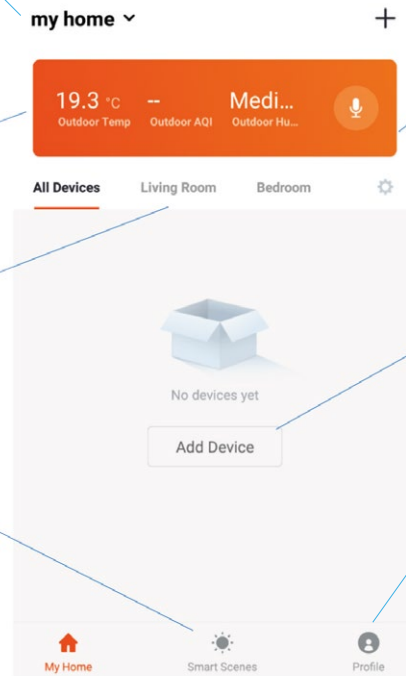 my home
19.3 °C -- Medi...
Outdoor Temp Outdoor AQI Outdoor Hu...
All Devices Living Room Bedroom
No devices yet
Add Device
My Home Smart Scenes Profile